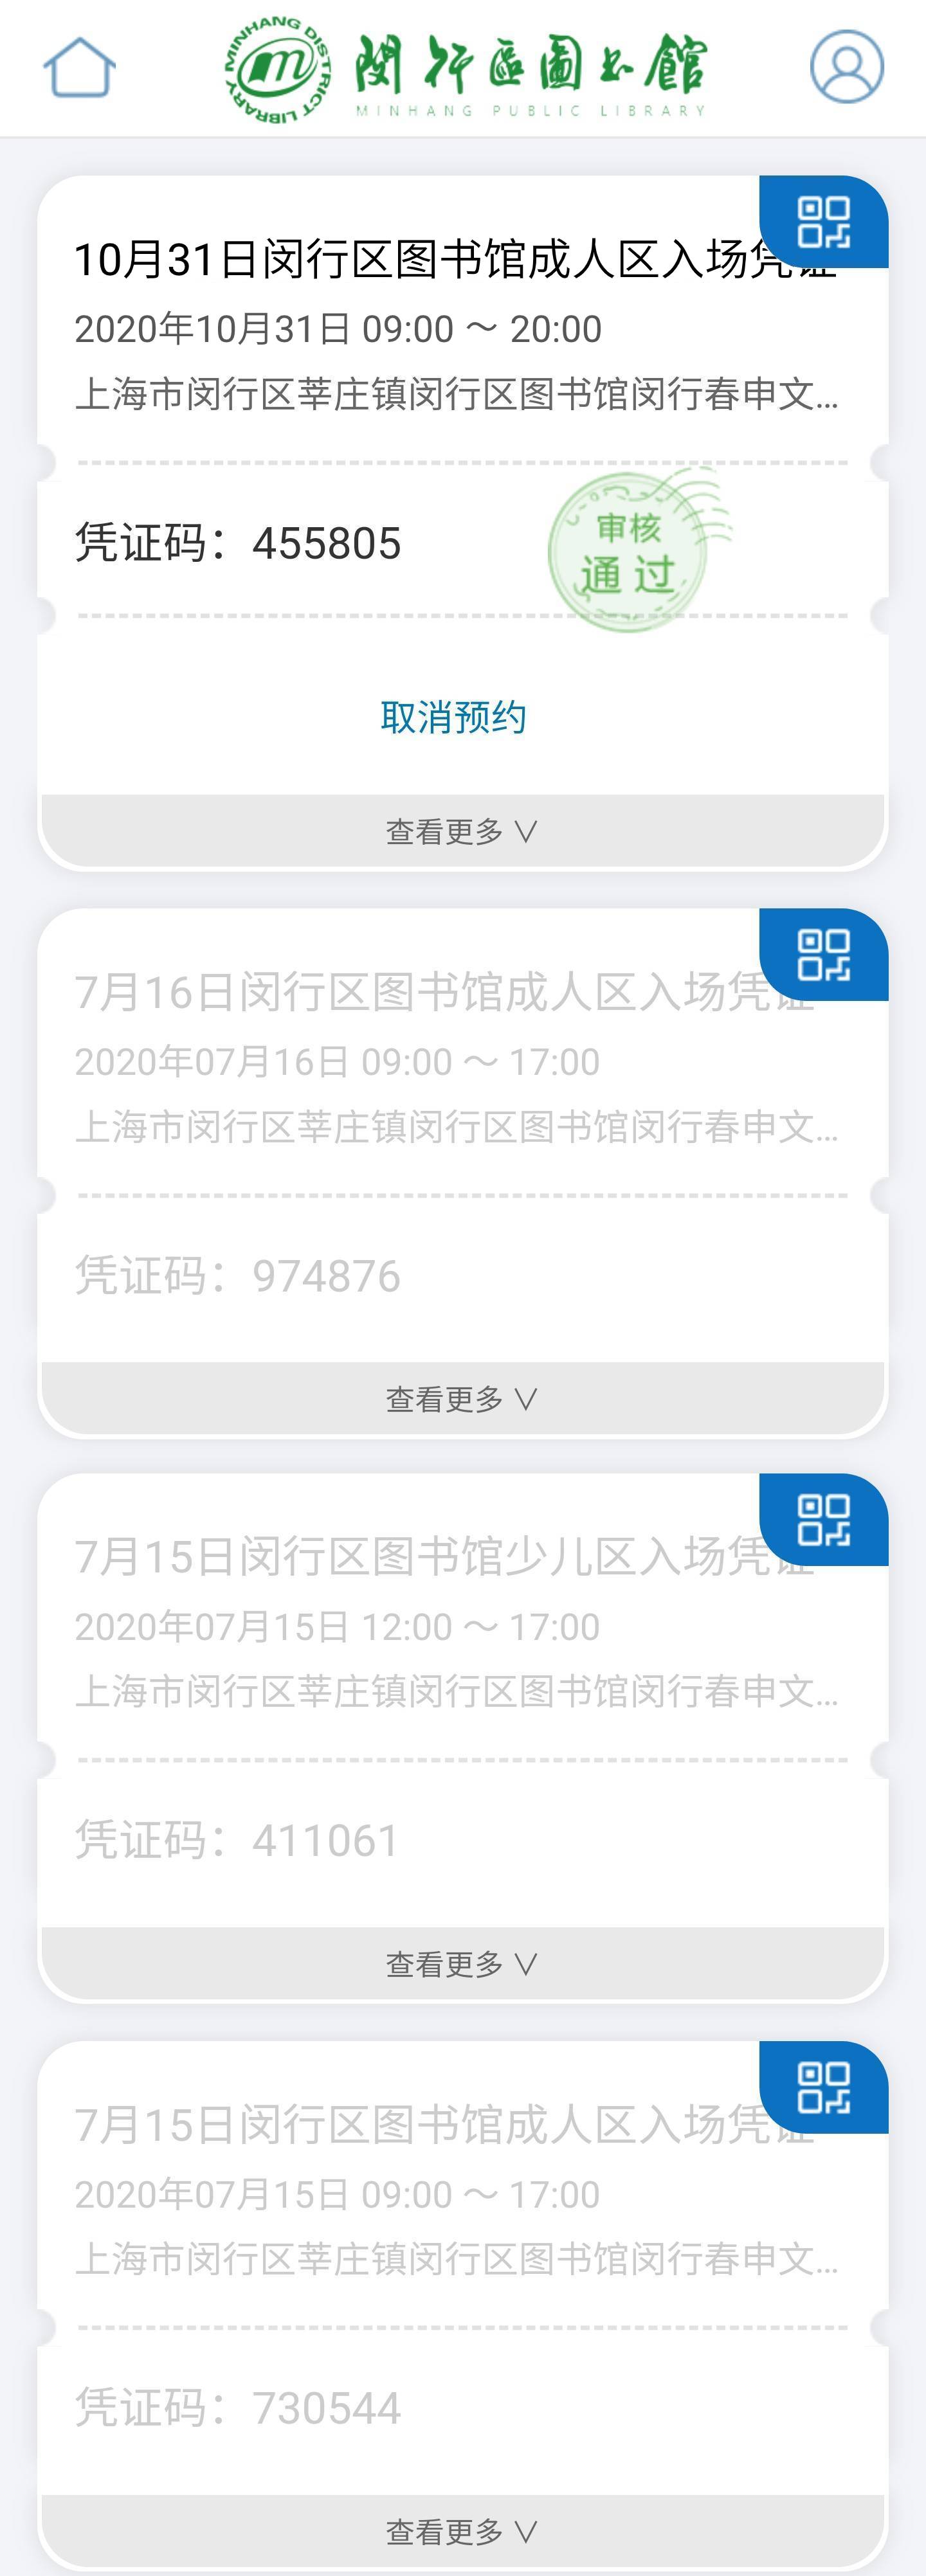 MINHANG DISTRICT LIBRARY
閔行區圖書館
MINHANG PUBLIC LIBRARY
10月31日闵行区图书馆成人区入场凭证
2020年10月31日 09:00 ～ 20:00
上海市闵行区莘庄镇闵行区图书馆闵行春申文...
凭证码：455805
审核
通过
取消预约
查看更多 ∨
7月16日闵行区图书馆成人区入场凭证
2020年07月16日 09:00 ～ 17:00
上海市闵行区莘庄镇闵行区图书馆闵行春申文...
凭证码：974876
查看更多 ∨
7月15日闵行区图书馆少儿区入场凭证
2020年07月15日 12:00 ～ 17:00
上海市闵行区莘庄镇闵行区图书馆闵行春申文...
凭证码：411061
查看更多 ∨
7月15日闵行区图书馆成人区入场凭证
2020年07月15日 09:00 ～ 17:00
上海市闵行区莘庄镇闵行区图书馆闵行春申文...
凭证码：730544
查看更多 ∨